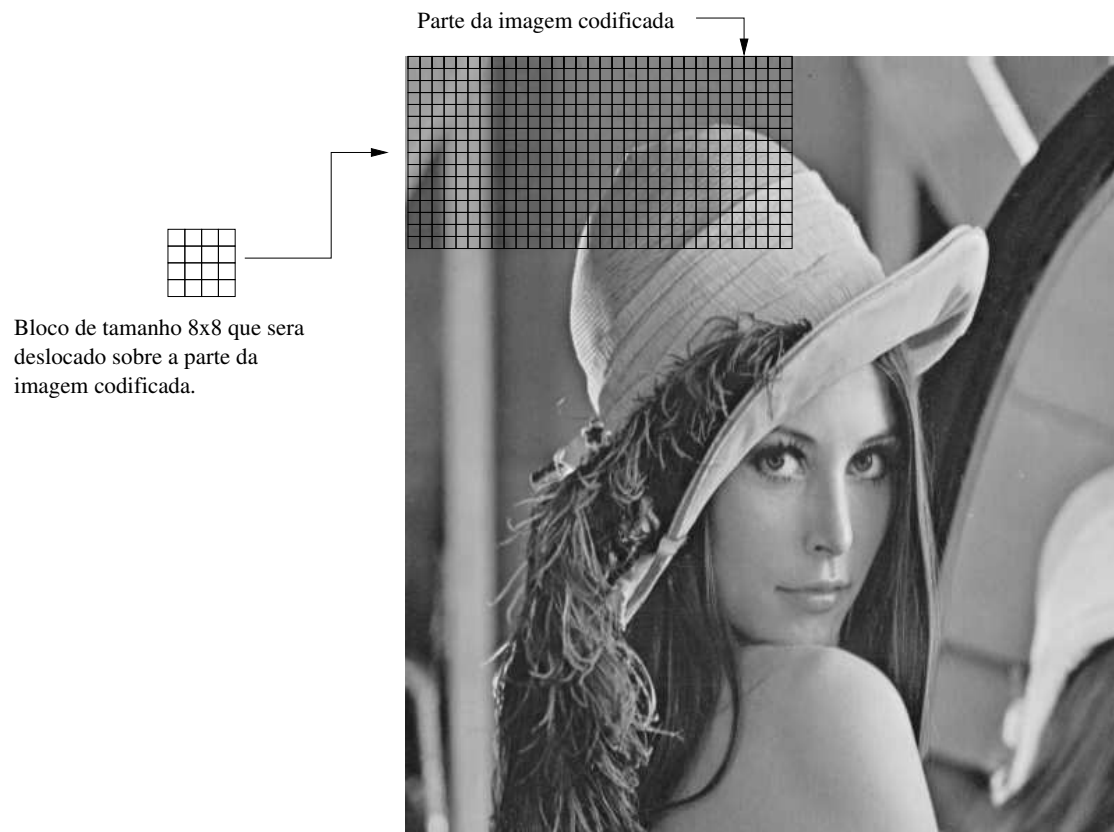 Parte da imagem codificada
Bloco de tamanho 8x8 que sera
deslocado sobre a parte da
imagem codificada.